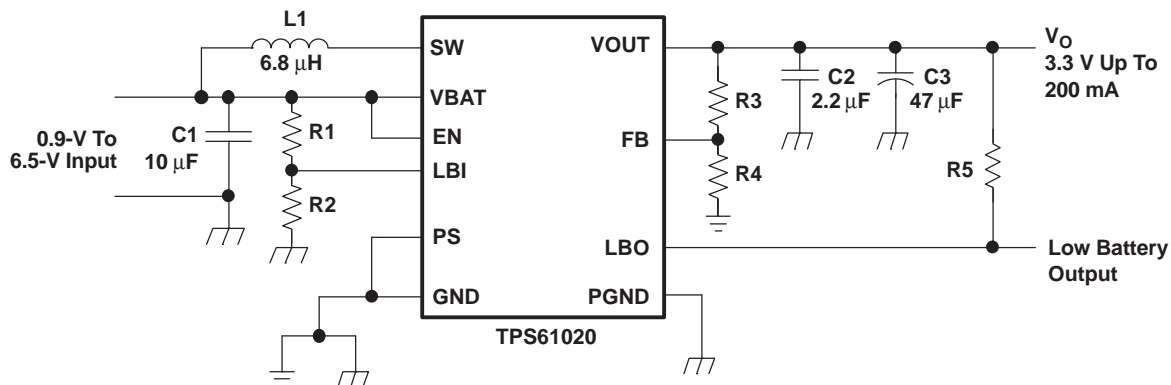 L1
6.8 μH
SW
VBAT
EN
LBI
PS
GND
VOUT
FB
LBO
PGND
TPS61020
0.9-V To
6.5-V Input
C1
10 μF
R1
R2
R3
R4
C2
2.2 μF
C3
47 μF
R5
VO
3.3 V Up To
200 mA
Low Battery
Output